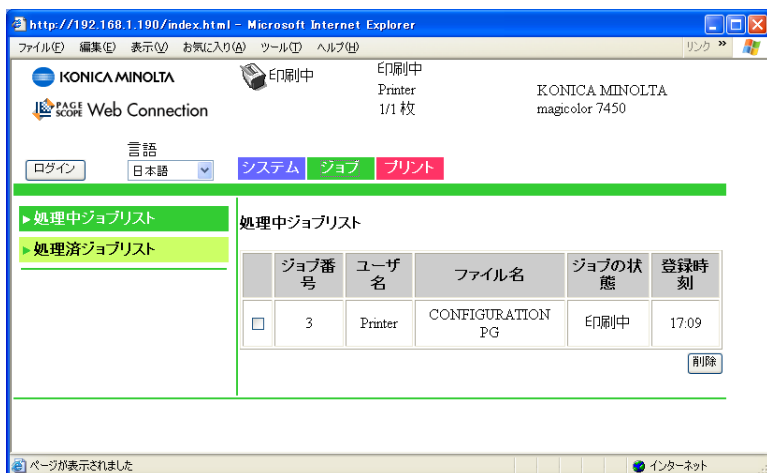 http://192.168.1.190/index.html - Microsoft Internet Explorer
ファイル(F) 編集(E) 表示(V) お気に入り(A) ツール(T) ヘルプ(H) リンク »
KONICA MINOLTA
PAGE SCOPE Web Connection
印刷中
印刷中
Printer
1/1 枚
KONICA MINOLTA
magicolor 7450
ログイン
言語
日本語
システム ジョブ プリント
▶処理中ジョブリスト
▶処理済ジョブリスト
処理中ジョブリスト
ジョブ番号 ユーザ名 ファイル名 ジョブの状態 登録時刻
3 Printer CONFIGURATION PG 印刷中 17:09
削除
ページが表示されました インターネット